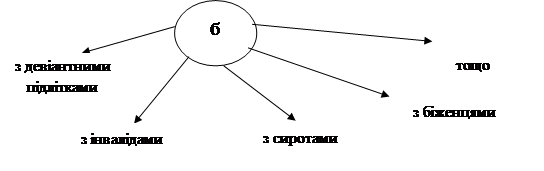 б
з девіантними
підлітками
тощо
з біженцями
з інвалідами
з сиротами